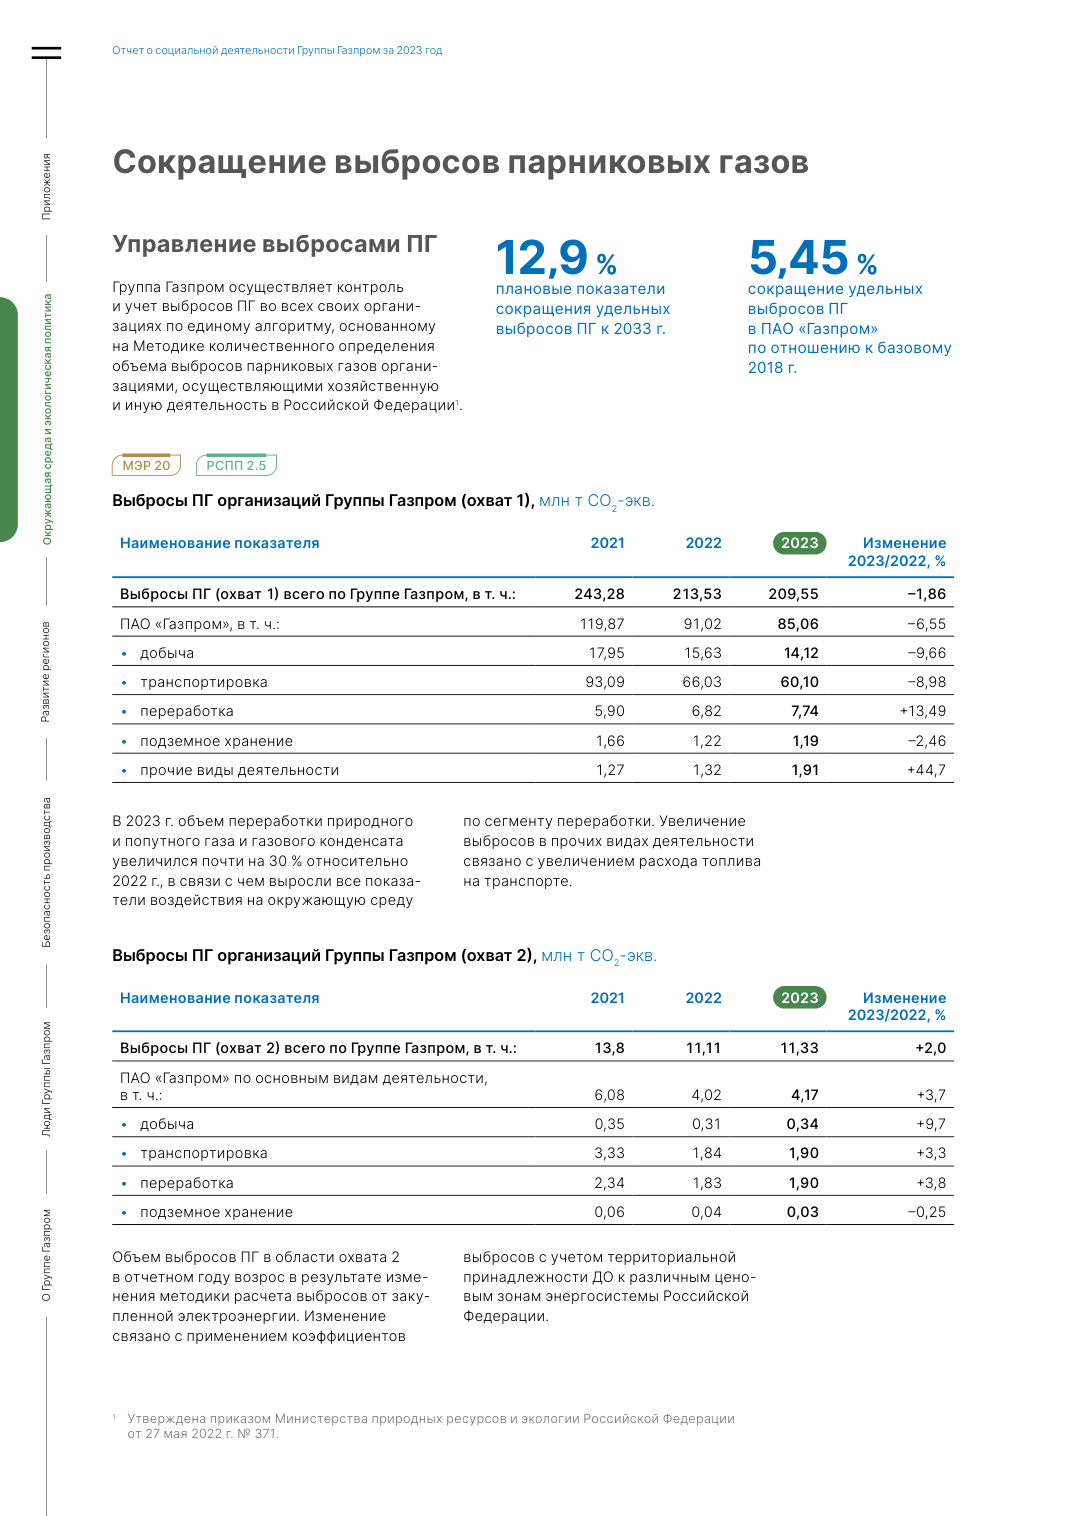 Отчет о социальной деятельности Группы Газпром за 2023 год
Приложения
Окружающая среда и экологическая политика
Развитие регионов
Безопасность производства
Люди Группы Газпром
О Группе Газпром
Сокращение выбросов парниковых газов
Управление выбросами ПГ
Группа Газпром осуществляет контроль
и учет выбросов ПГ во всех своих органи-
зациях по единому алгоритму, основанному
на Методике количественного определения
объема выбросов парниковых газов органи-
зациями, осуществляющими хозяйственную
и иную деятельность в Российской Федерации¹.
12,9 %
плановые показатели
сокращения удельных
выбросов ПГ к 2033 г.
5,45 %
сокращение удельных
выбросов ПГ
в ПАО «Газпром»
по отношению к базовому
2018 г.
МЭР 20 РСПП 2.5
Выбросы ПГ организаций Группы Газпром (охват 1), млн т CO₂-экв.
Наименование показателя 2021 2022 2023 Изменение
2023/2022, %
Выбросы ПГ (охват 1) всего по Группе Газпром, в т. ч.: 243,28 213,53 209,55 –1,86
ПАО «Газпром», в т. ч.: 119,87 91,02 85,06 –6,55
• добыча 17,95 15,63 14,12 –9,66
• транспортировка 93,09 66,03 60,10 –8,98
• переработка 5,90 6,82 7,74 +13,49
• подземное хранение 1,66 1,22 1,19 –2,46
• прочие виды деятельности 1,27 1,32 1,91 +44,7
В 2023 г. объем переработки природного
и попутного газа и газового конденсата
увеличился почти на 30 % относительно
2022 г., в связи с чем выросли все показа-
тели воздействия на окружающую среду
по сегменту переработки. Увеличение
выбросов в прочих видах деятельности
связано с увеличением расхода топлива
на транспорте.
Выбросы ПГ организаций Группы Газпром (охват 2), млн т CO₂-экв.
Наименование показателя 2021 2022 2023 Изменение
2023/2022, %
Выбросы ПГ (охват 2) всего по Группе Газпром, в т. ч.: 13,8 11,11 11,33 +2,0
ПАО «Газпром» по основным видам деятельности,
в т. ч.: 6,08 4,02 4,17 +3,7
• добыча 0,35 0,31 0,34 +9,7
• транспортировка 3,33 1,84 1,90 +3,3
• переработка 2,34 1,83 1,90 +3,8
• подземное хранение 0,06 0,04 0,03 –0,25
Объем выбросов ПГ в области охвата 2
в отчетном году возрос в результате изме-
нения методики расчета выбросов от заку-
пленной электроэнергии. Изменение
связано с применением коэффициентов
выбросов с учетом территориальной
принадлежности ДО к различным цено-
вым зонам энергосистемы Российской
Федерации.
¹ Утверждена приказом Министерства природных ресурсов и экологии Российской Федерации
от 27 мая 2022 г. № 371.